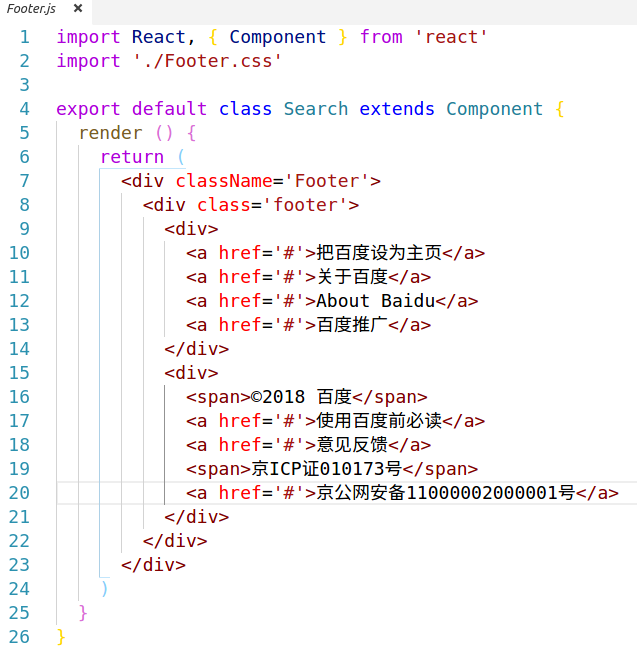 Footer.js ×
1 import React, { Component } from 'react'
2 import './Footer.css'
3
4 export default class Search extends Component {
5   render () {
6     return (
7       <div className='Footer'>
8         <div class='footer'>
9           <div>
10             <a href='#'>把百度设为主页</a>
11             <a href='#'>关于百度</a>
12             <a href='#'>About Baidu</a>
13             <a href='#'>百度推广</a>
14           </div>
15           <div>
16             <span>©2018 百度</span>
17             <a href='#'>使用百度前必读</a>
18             <a href='#'>意见反馈</a>
19             <span>京ICP证010173号</span>
20             <a href='#'>京公网安备11000002000001号</a>
21           </div>
22         </div>
23       </div>
24     )
25   }
26 }